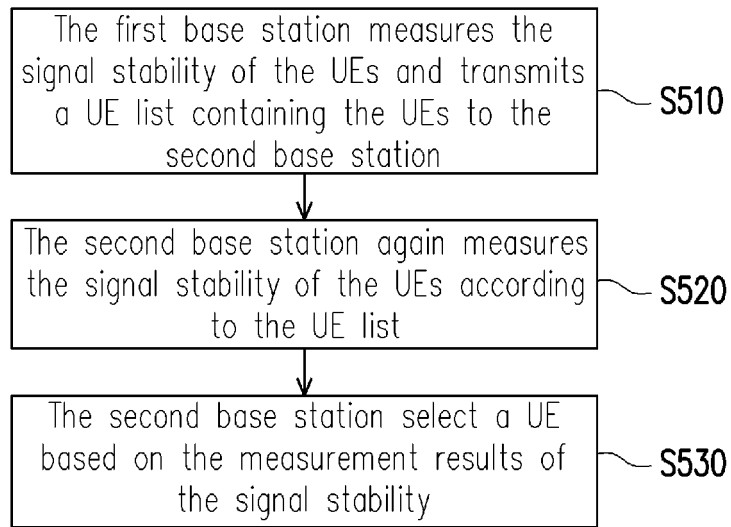 The first base station measures the
signal stability of the UEs and transmits
a UE list containing the UEs to the
second base station
S510
The second base station again measures
the signal stability of the UEs according
to the UE list
S520
The second base station select a UE
based on the measurement results of
the signal stability
S530